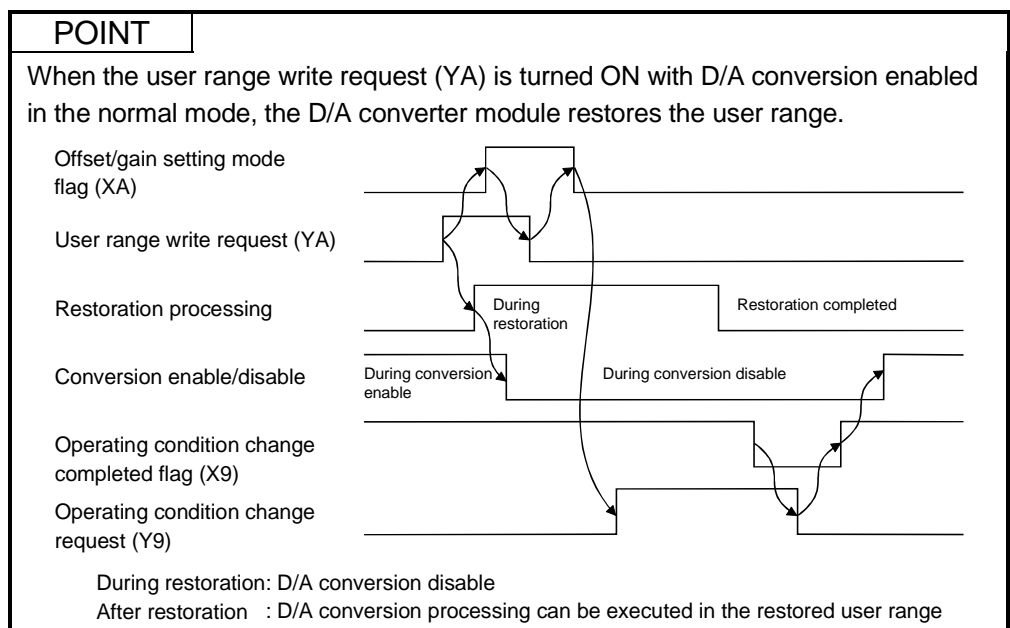 POINT
When the user range write request (YA) is turned ON with D/A conversion enabled
in the normal mode, the D/A converter module restores the user range.
Offset/gain setting mode
flag (XA)
User range write request (YA)
Restoration processing
During
restoration
Restoration completed
Conversion enable/disable
During conversion
enable
During conversion disable
Operating condition change
completed flag (X9)
Operating condition change
request (Y9)
During restoration: D/A conversion disable
After restoration : D/A conversion processing can be executed in the restored user range